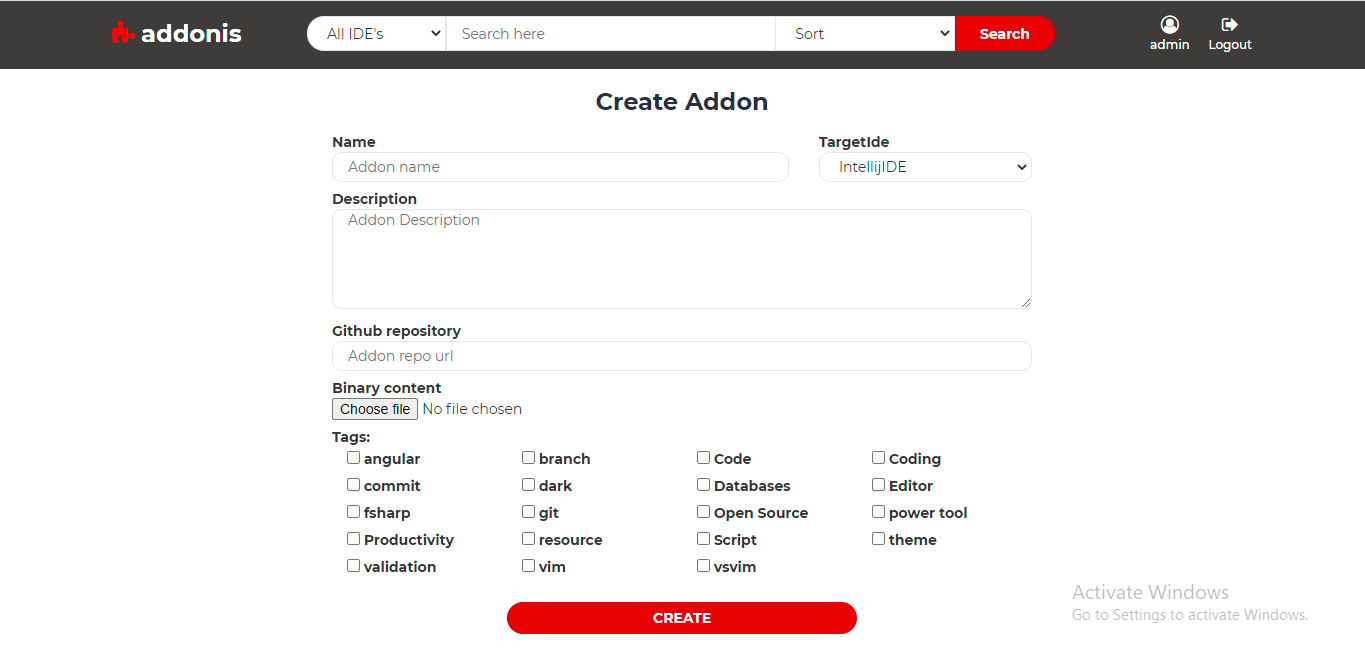 addonis
All IDE's Search here Sort Search
admin Logout
Create Addon
Name TargetIde
Addon name IntellijIDE
Description
Addon Description
Github repository
Addon repo url
Binary content
Choose file No file chosen
Tags:
angular branch Code Coding
commit dark Databases Editor
fsharp git Open Source power tool
Productivity resource Script theme
validation vim vsvim
Activate Windows
Go to Settings to activate Windows.
CREATE